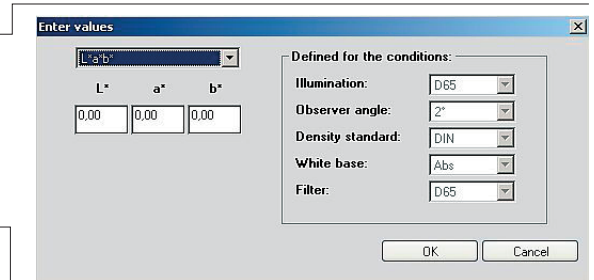 Enter values
L*a*b*
L* a* b*
0,00 0,00 0,00
Defined for the conditions:
Illumination: D65
Observer angle: 2°
Density standard: DIN
White base: Abs
Filter: D65
OK Cancel